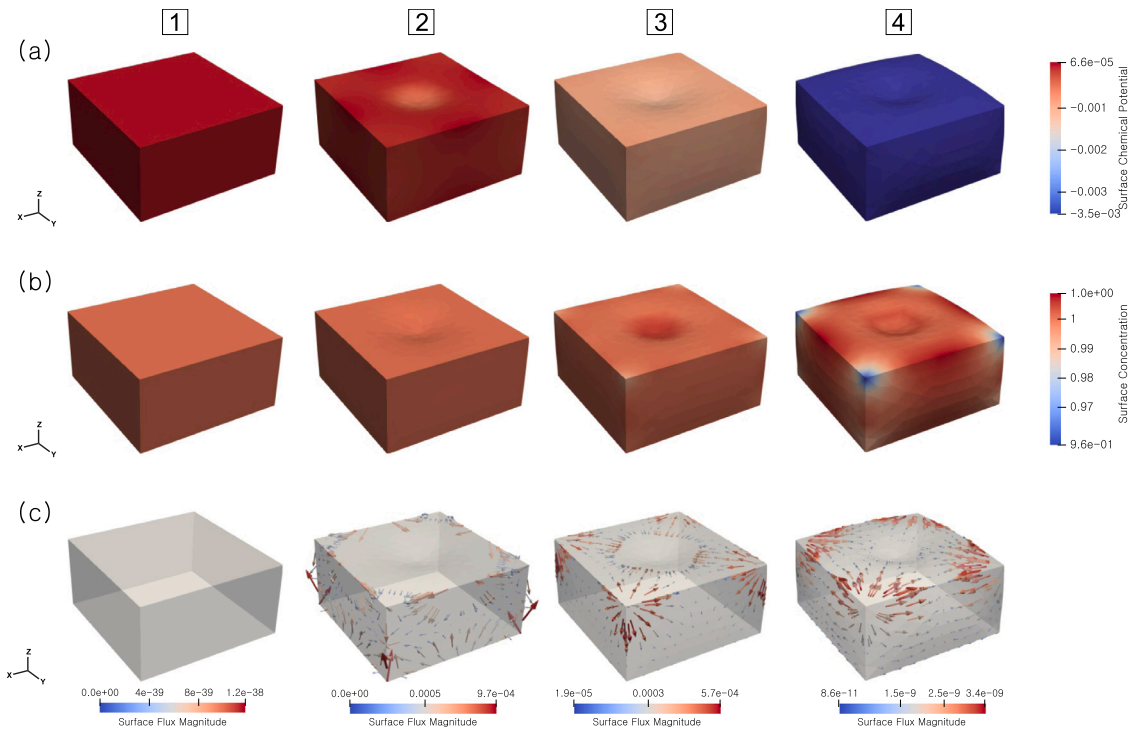 1 2 3 4
(a)
6.6e-05
-0.001
-0.002
-0.003
-3.5e-03
Surface Chemical Potential
Z
X Y
(b)
1.0e+00
1
0.99
0.98
0.97
9.6e-01
Surface Concentration
Z
X Y
(c)
Z
X Y
0.0e+00 4e-39 8e-39 1.2e-38
Surface Flux Magnitude
0.0e+00 0.0005 9.7e-04
Surface Flux Magnitude
1.9e-05 0.0003 5.7e-04
Surface Flux Magnitude
8.6e-11 1.5e-9 2.5e-9 3.4e-09
Surface Flux Magnitude